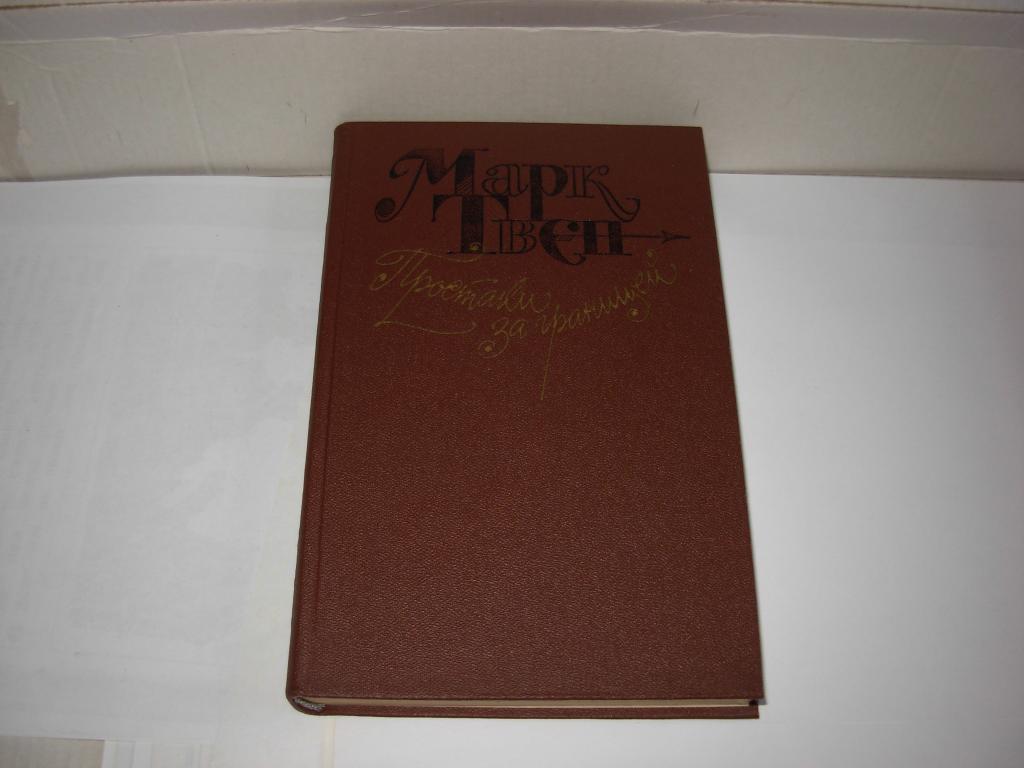 Марк
Твен
Простаки
за границей